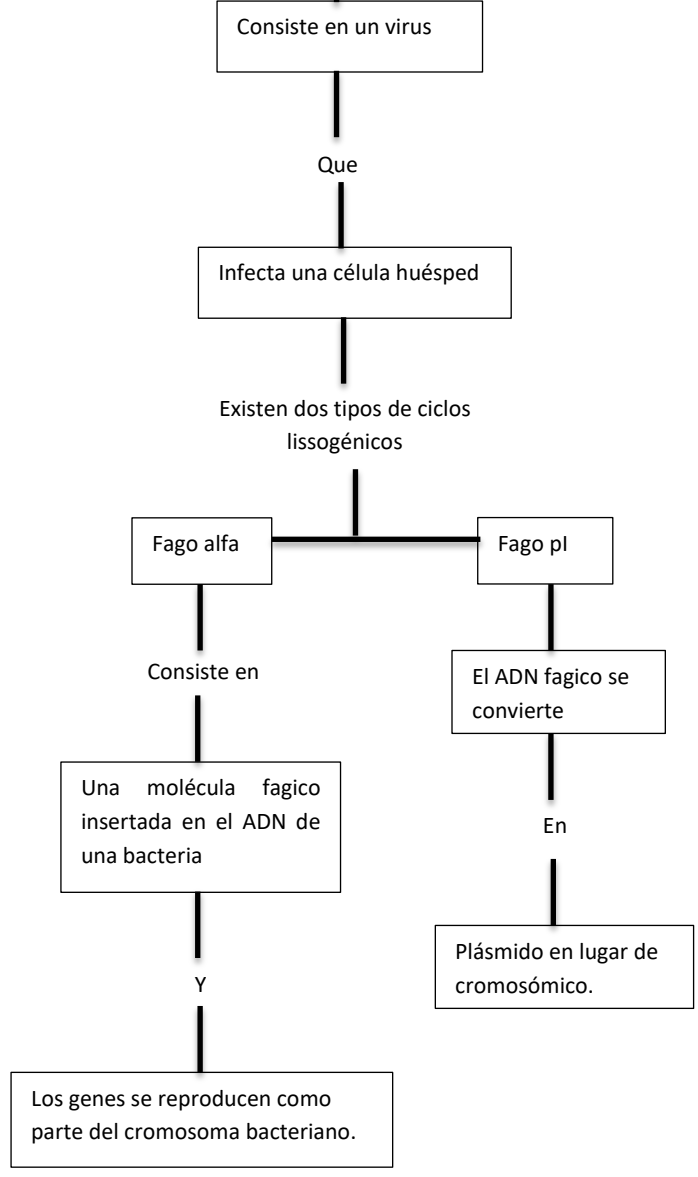 Consiste en un virus
Que
Infecta una célula huésped
Existen dos tipos de ciclos
lissogénicos
Fago alfa
Fago pI
Consiste en
El ADN fagico se
convierte
Una molécula fagico
insertada en el ADN de
una bacteria
En
Plásmido en lugar de
cromosómico.
Y
Los genes se reproducen como
parte del cromosoma bacteriano.